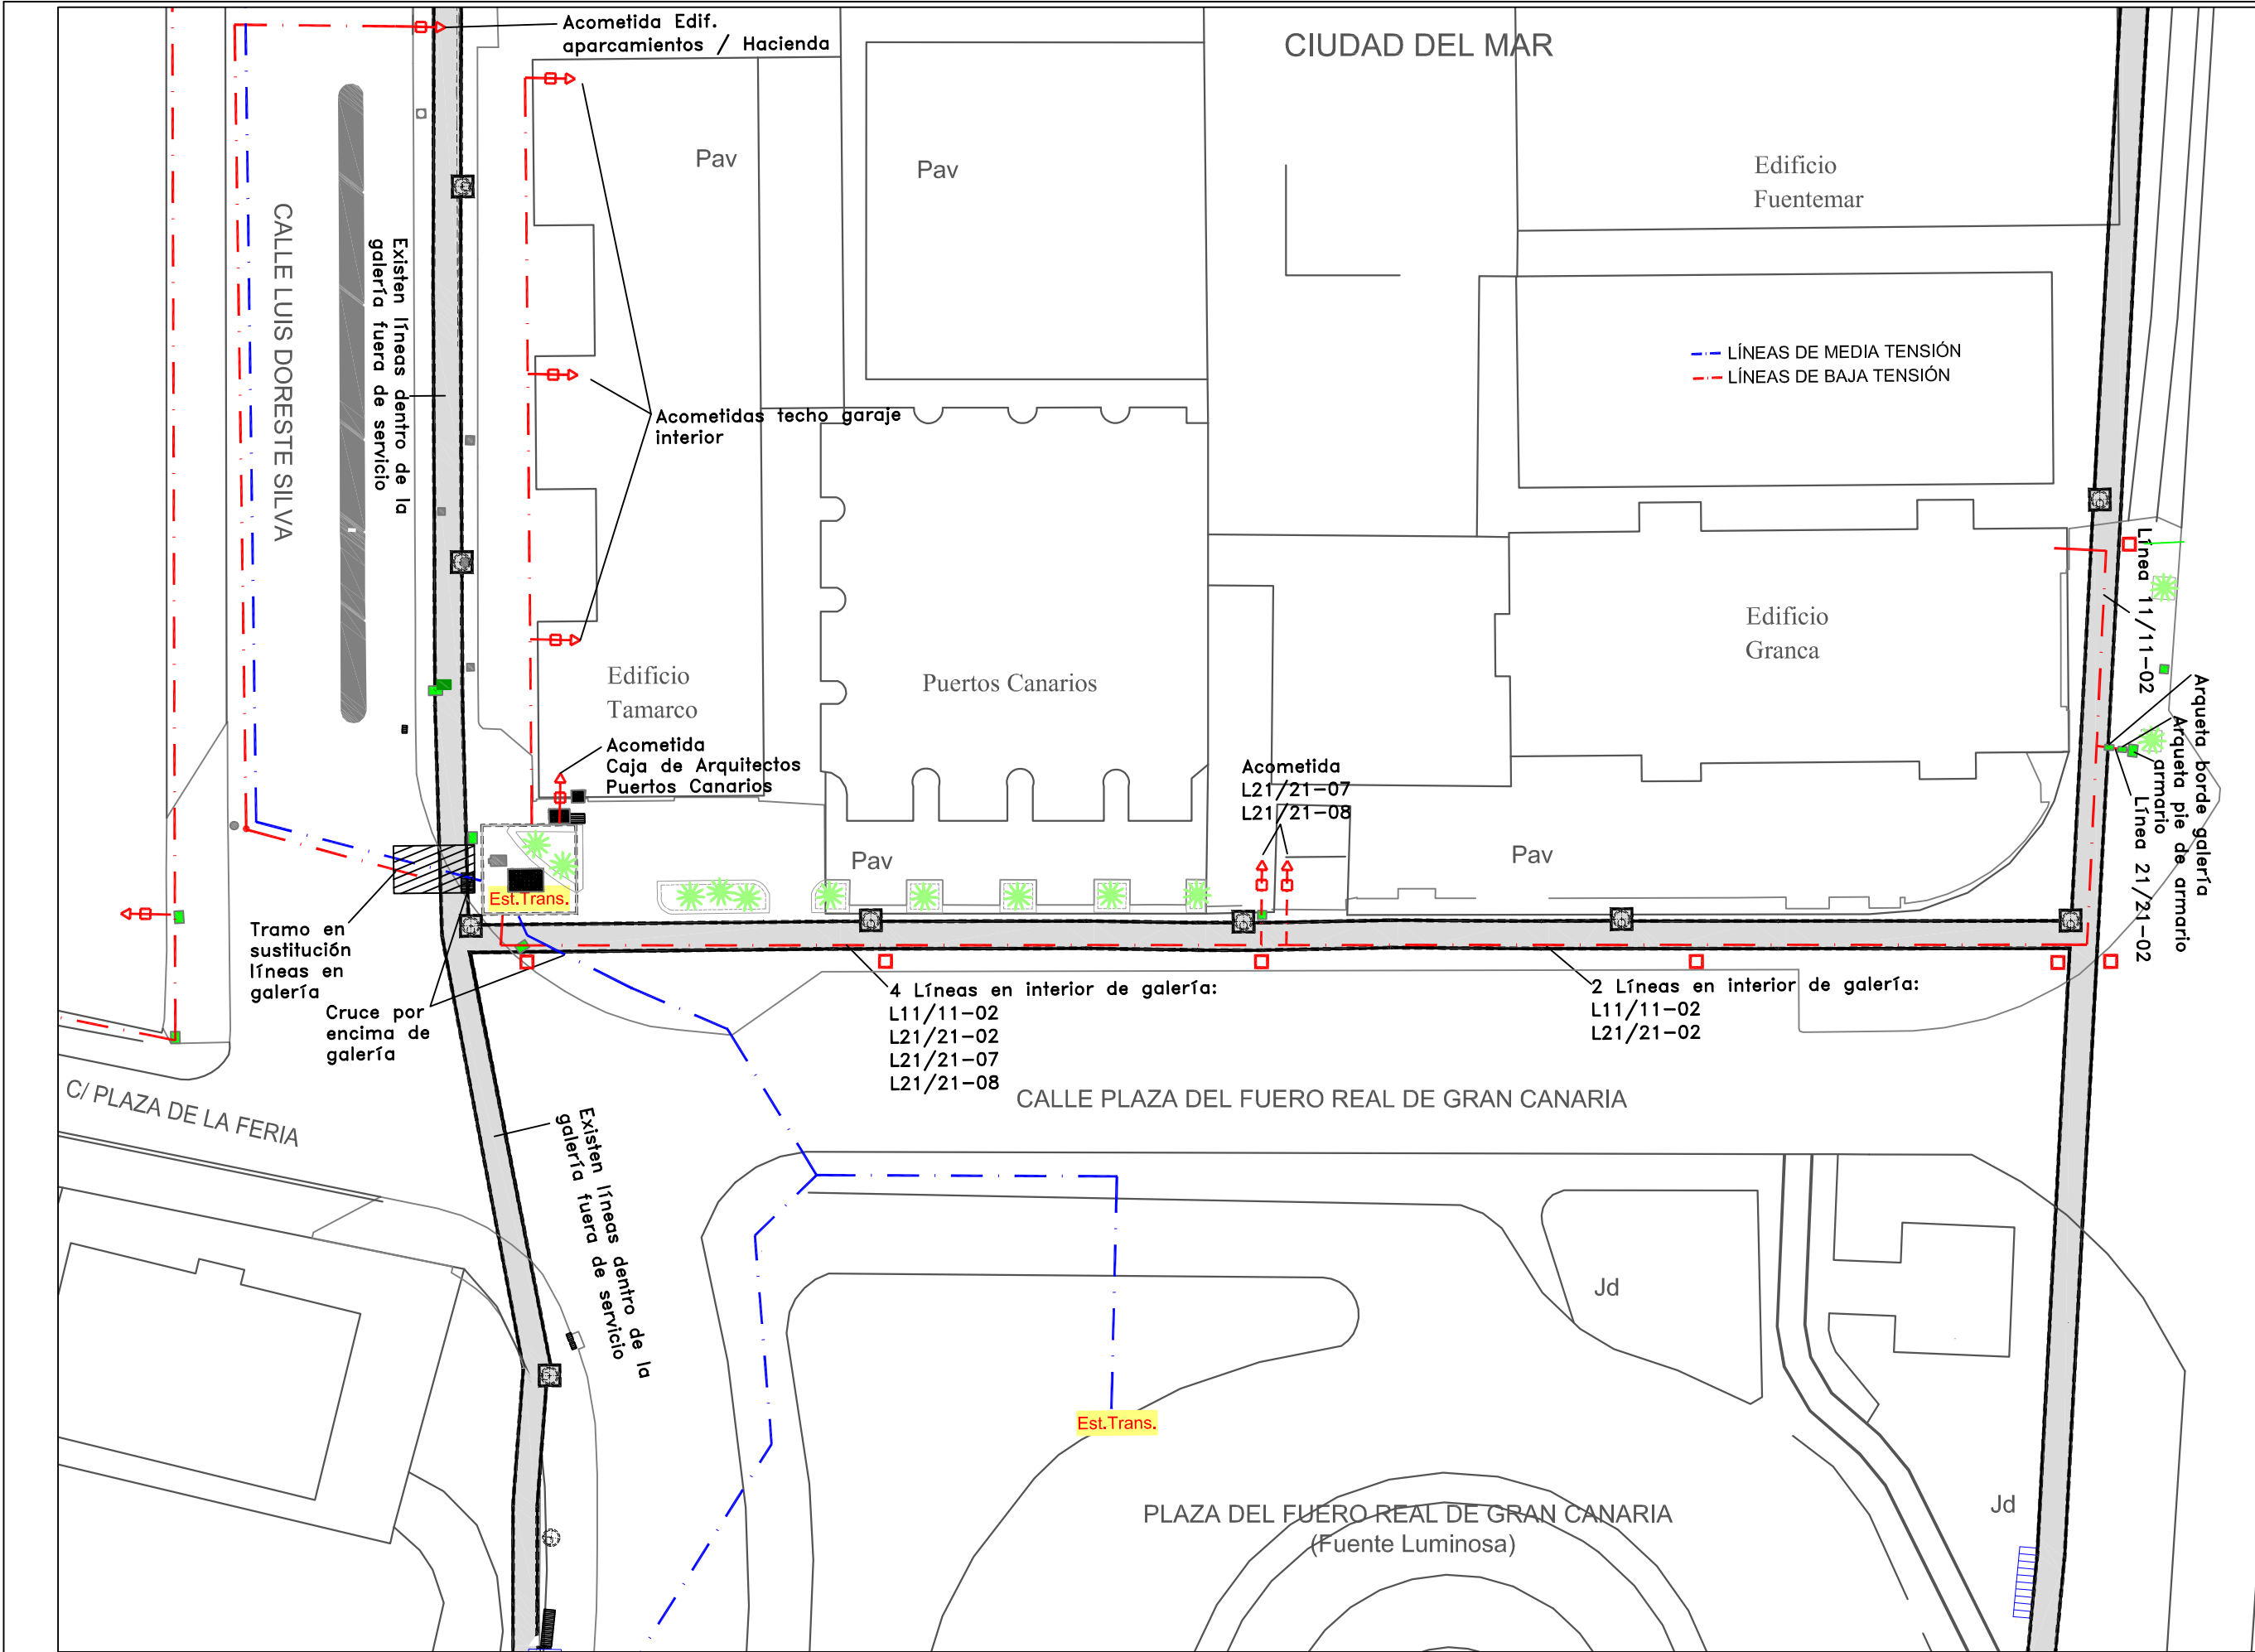 Acometida Edif.
aparcamientos / Hacienda
CIUDAD DEL MAR
Pav
Pav
Edificio
Fuentemar
CALLE LUIS DORESTE SILVA
Existen líneas dentro de la
galería fuera de servicio
LÍNEAS DE MEDIA TENSIÓN
LÍNEAS DE BAJA TENSIÓN
Acometidas techo garaje
interior
Línea 11/11-02
Edificio
Granca
Edificio
Tamarco
Puertos Canarios
Arqueta borde galería
Arqueta pie de armario
armario
Línea 21/21-02
Acometida
Caja de Arquitectos
Puertos Canarios
Acometida
L21/21-07
L21/21-08
Pav
Pav
Est.Trans.
Tramo en
sustitución
líneas en
galería
Cruce por
encima de
galería
4 Líneas en interior de galería:
L11/11-02
L21/21-02
L21/21-07
L21/21-08
2 Líneas en interior de galería:
L11/11-02
L21/21-02
C/ PLAZA DE LA FERIA
CALLE PLAZA DEL FUERO REAL DE GRAN CANARIA
Existen líneas dentro de la
galería fuera de servicio
Jd
Est.Trans.
PLAZA DEL FUERO REAL DE GRAN CANARIA
(Fuente Luminosa)
Jd